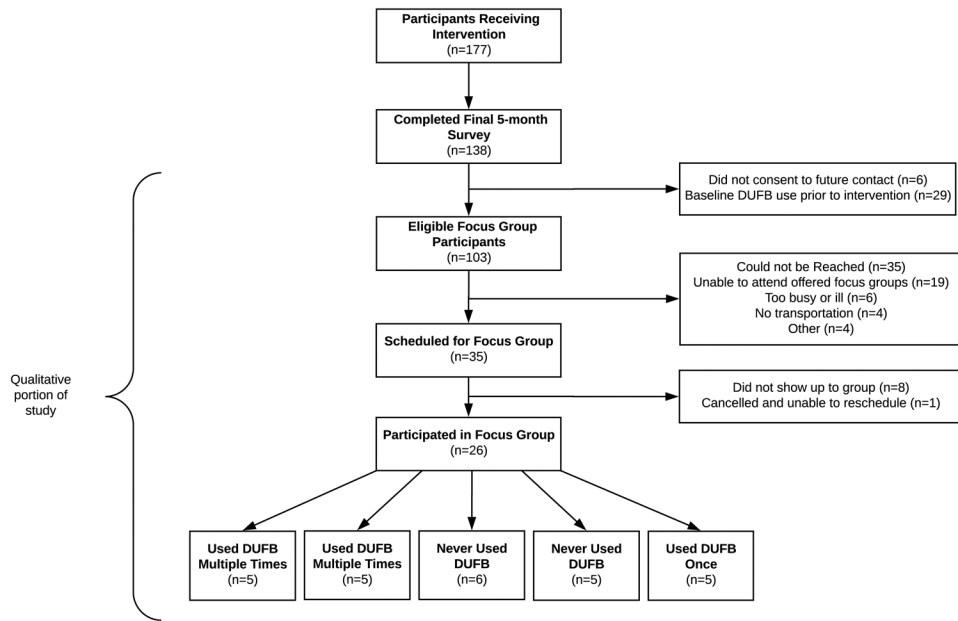 Participants Receiving
Intervention
(n=177)
Completed Final 5-month
Survey
(n=138)
Did not consent to future contact (n=6)
Baseline DUFB use prior to intervention (n=29)
Eligible Focus Group
Participants
(n=103)
Could not be Reached (n=35)
Unable to attend offered focus groups (n=19)
Too busy or ill (n=6)
No transportation (n=4)
Other (n=4)
Scheduled for Focus Group
(n=35)
Qualitative
portion of
study
Did not show up to group (n=8)
Cancelled and unable to reschedule (n=1)
Participated in Focus Group
(n=26)
Used DUFB
Multiple Times
(n=5)
Used DUFB
Multiple Times
(n=5)
Never Used
DUFB
(n=6)
Never Used
DUFB
(n=5)
Used DUFB
Once
(n=5)